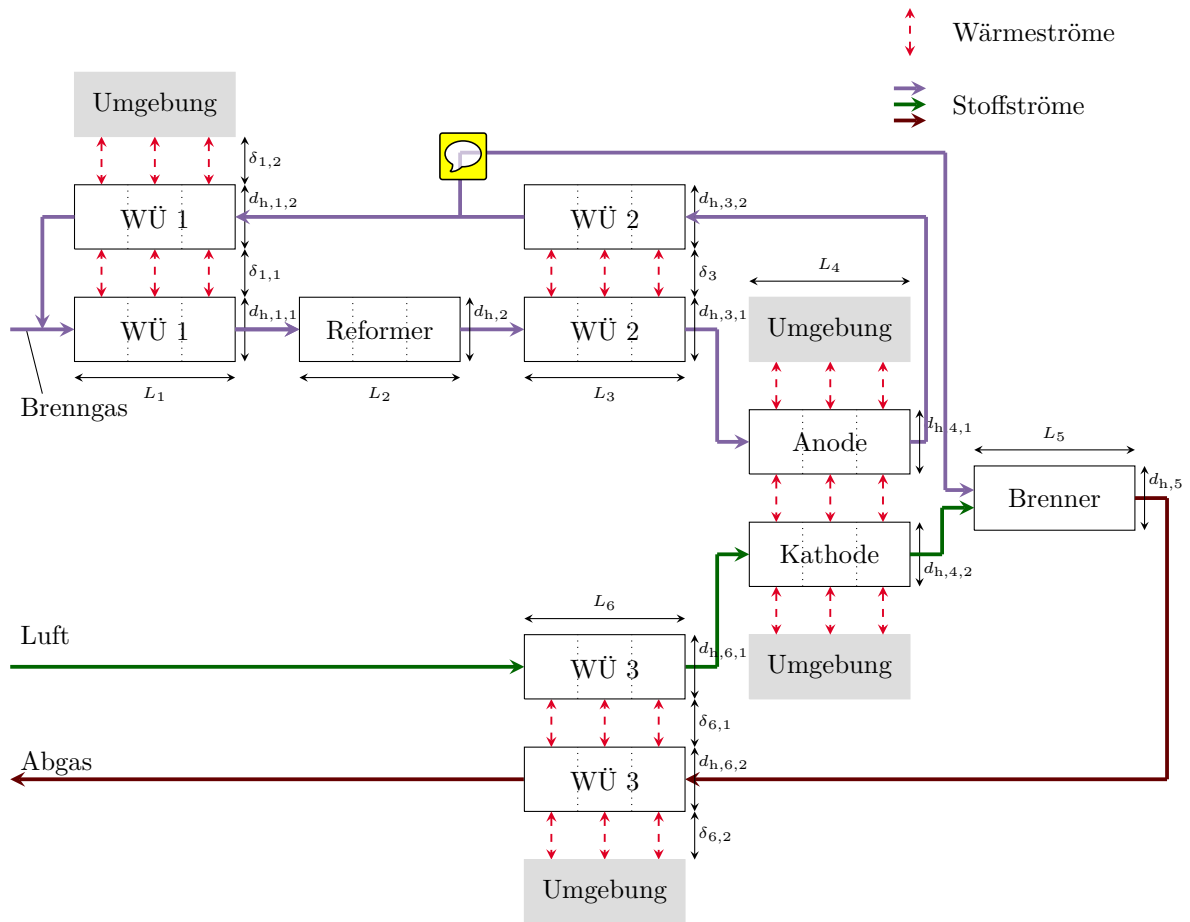 Wärmeströme
Stoffströme
Umgebung
δ1,2
WÜ 1
dh,1,2
WÜ 2
dh,3,2
δ1,1
δ3
L4
WÜ 1
dh,1,1
Reformer
dh,2
WÜ 2
dh,3,1
Umgebung
L1
L2
L3
Brenngas
Anode
dh,4,1
L5
Brenner
dh,5
Kathode
dh,4,2
L6
Luft
WÜ 3
dh,6,1
Umgebung
δ6,1
Abgas
WÜ 3
dh,6,2
δ6,2
Umgebung